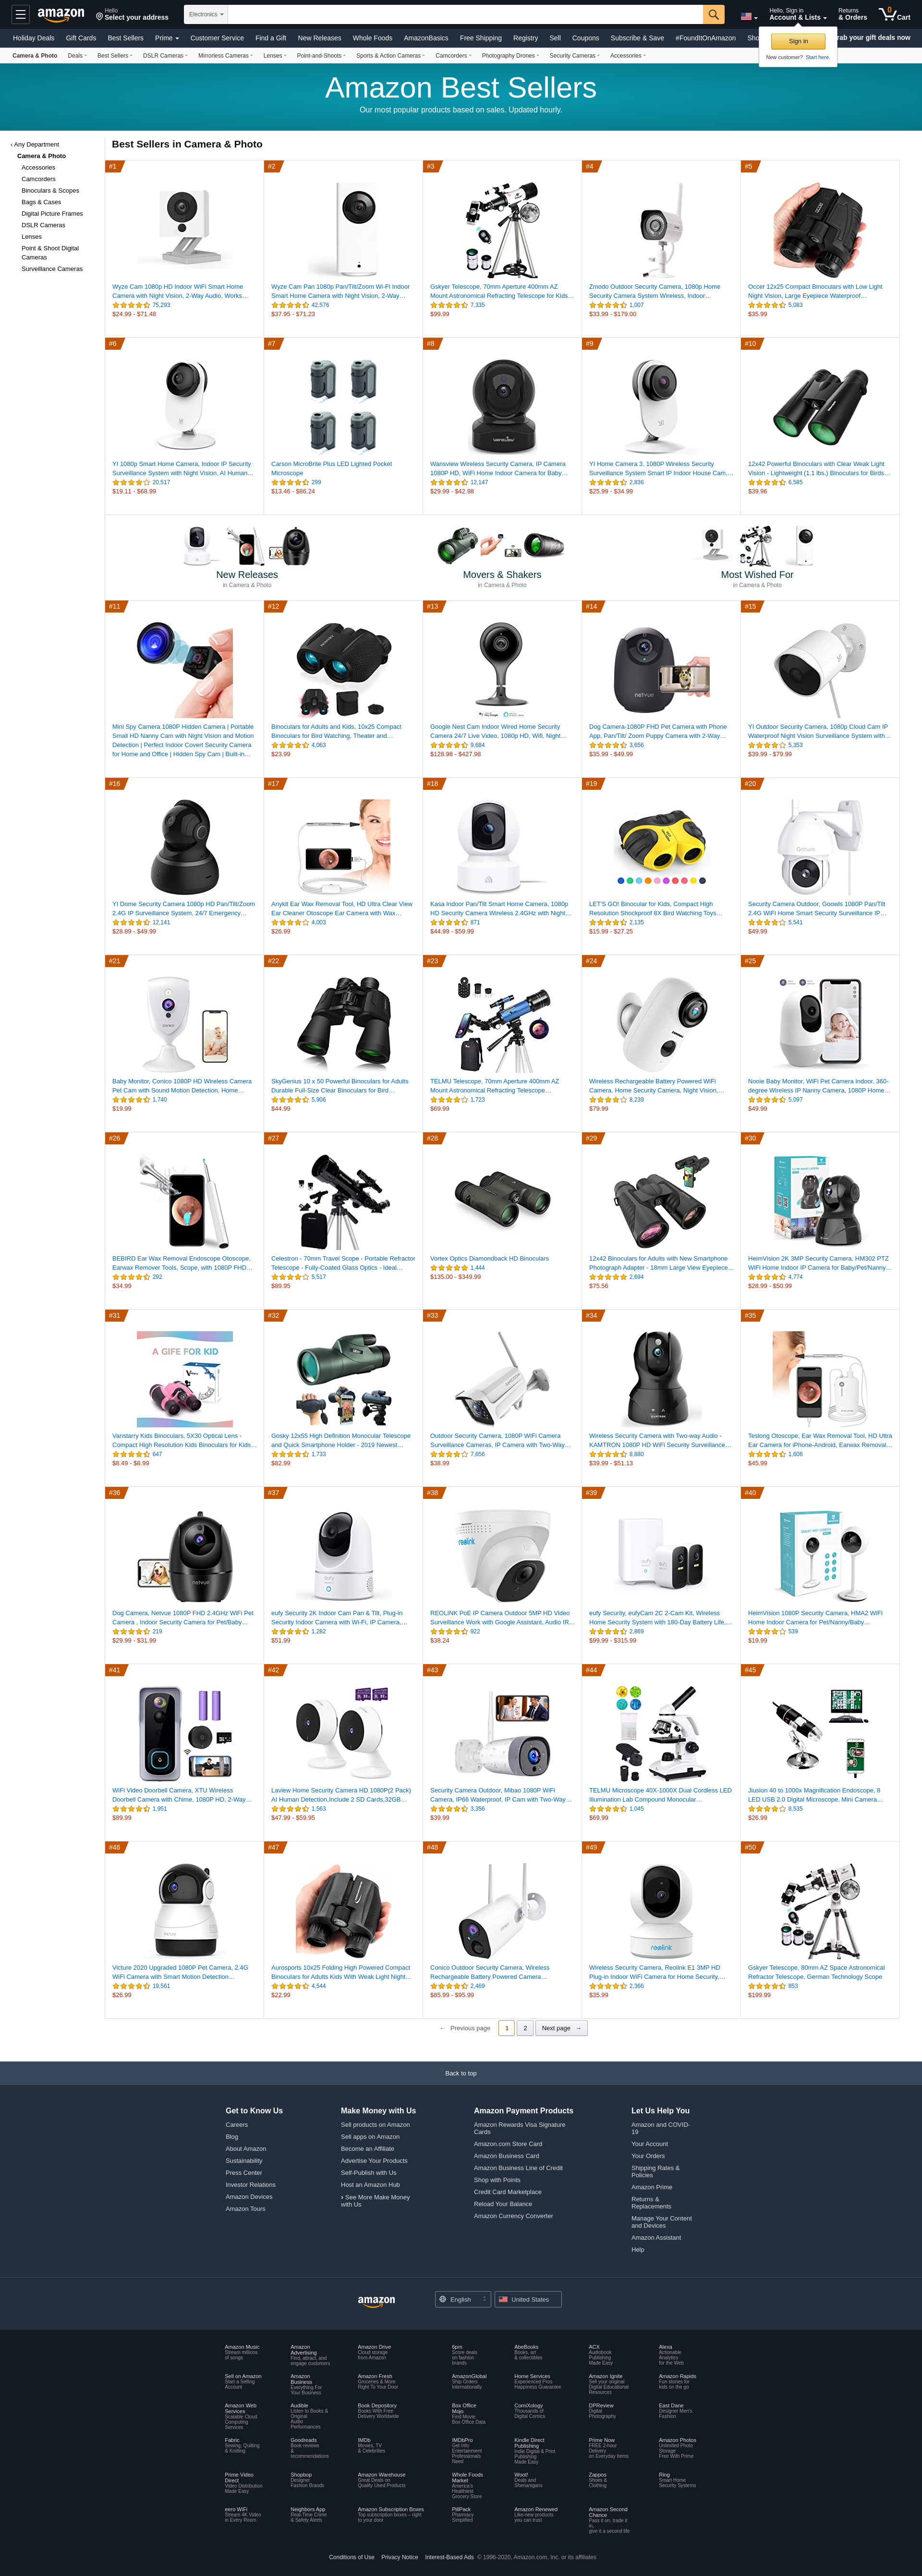 amazon
Hello
Select your address
Electronics
Hello, Sign in
Account & Lists
Returns
& Orders
0
Cart
Holiday Deals
Gift Cards
Best Sellers
Prime
Customer Service
Find a Gift
New Releases
Whole Foods
AmazonBasics
Free Shipping
Registry
Sell
Coupons
Subscribe & Save
#FoundItOnAmazon
Sign in
New customer? Start here.
Camera & Photo
Deals
Best Sellers
DSLR Cameras
Mirrorless Cameras
Lenses
Point-and-Shoots
Sports & Action Cameras
Camcorders
Photography Drones
Security Cameras
Accessories
Amazon Best Sellers
Our most popular products based on sales. Updated hourly.
‹ Any Department
Camera & Photo
Accessories
Camcorders
Binoculars & Scopes
Bags & Cases
Digital Picture Frames
DSLR Cameras
Lenses
Point & Shoot Digital
Cameras
Surveillance Cameras
Best Sellers in Camera & Photo
#1
Wyze Cam 1080p HD Indoor WiFi Smart Home
Camera with Night Vision, 2-Way Audio, Works…
75,293
$24.99 - $71.48
#2
Wyze Cam Pan 1080p Pan/Tilt/Zoom Wi-Fi Indoor
Smart Home Camera with Night Vision, 2-Way…
42,576
$37.95 - $71.23
#3
Gskyer Telescope, 70mm Aperture 400mm AZ
Mount Astronomical Refracting Telescope for Kids…
7,335
$99.99
#4
Zmodo Outdoor Security Camera, 1080p Home
Security Camera System Wireless, Indoor…
1,007
$33.99 - $179.00
#5
Occer 12x25 Compact Binoculars with Low Light
Night Vision, Large Eyepiece Waterproof…
5,083
$35.99
#6
YI 1080p Smart Home Camera, Indoor IP Security
Surveillance System with Night Vision, AI Human…
20,517
$19.11 - $68.99
#7
Carson MicroBrite Plus LED Lighted Pocket
Microscope
299
$13.46 - $86.24
#8
Wansview Wireless Security Camera, IP Camera
1080P HD, WiFi Home Indoor Camera for Baby…
12,147
$29.99 - $42.98
#9
YI Home Camera 3, 1080P Wireless Security
Surveillance System Smart IP Indoor House Cam,…
2,836
$25.99 - $34.99
#10
12x42 Powerful Binoculars with Clear Weak Light
Vision - Lightweight (1.1 lbs.) Binoculars for Birds…
6,585
$39.96
New Releases
in Camera & Photo
Movers & Shakers
in Camera & Photo
Most Wished For
in Camera & Photo
#11
Mini Spy Camera 1080P Hidden Camera | Portable
Small HD Nanny Cam with Night Vision and Motion
Detection | Perfect Indoor Covert Security Camera
for Home and Office | Hidden Spy Cam | Built-in…
#12
Binoculars for Adults and Kids, 10x25 Compact
Binoculars for Bird Watching, Theater and…
4,063
$23.99
#13
Google Nest Cam Indoor Wired Home Security
Camera 24/7 Live Video, 1080p HD, Wifi, Night…
9,684
$128.98 - $427.98
#14
netvue
Dog Camera-1080P FHD Pet Camera with Phone
App, Pan/Tilt/ Zoom Puppy Camera with 2-Way…
3,656
$35.99 - $49.99
#15
YI Outdoor Security Camera, 1080p Cloud Cam IP
Waterproof Night Vision Surveillance System with…
5,353
$39.99 - $79.99
#16
YI Dome Security Camera 1080p HD Pan/Tilt/Zoom
2.4G IP Surveillance System, 24/7 Emergency…
12,141
$28.89 - $49.99
#17
Anykit Ear Wax Removal Tool, HD Ultra Clear View
Ear Cleaner Otoscope Ear Camera with Wax…
4,003
$26.99
#18
Kasa Indoor Pan/Tilt Smart Home Camera, 1080p
HD Security Camera Wireless 2.4GHz with Night…
871
$44.99 - $59.99
#19
LET'S GO! Binocular for Kids, Compact High
Resolution Shockproof 8X Bird Watching Toys…
2,135
$15.99 - $27.25
#20
Security Camera Outdoor, Goowls 1080P Pan/Tilt
2.4G WiFi Home Smart Security Surveillance IP…
5,541
$49.99
#21
Baby Monitor, Conico 1080P HD Wireless Camera
Pet Cam with Sound Motion Detection, Home…
1,740
$19.99
#22
SkyGenius 10 x 50 Powerful Binoculars for Adults
Durable Full-Size Clear Binoculars for Bird…
5,906
$44.99
#23
TELMU Telescope, 70mm Aperture 400mm AZ
Mount Astronomical Refracting Telescope…
1,723
$69.99
#24
Wireless Rechargeable Battery Powered WiFi
Camera, Home Security Camera, Night Vision,…
8,239
$79.99
#25
Nooie Baby Monitor, WiFi Pet Camera Indoor, 360-
degree Wireless IP Nanny Camera, 1080P Home…
5,097
$49.99
#26
BEBIRD Ear Wax Removal Endoscope Otoscope,
Earwax Remover Tools, Scope, with 1080P FHD…
292
$34.99
#27
Celestron - 70mm Travel Scope - Portable Refractor
Telescope - Fully-Coated Glass Optics - Ideal…
5,517
$89.95
#28
Vortex Optics Diamondback HD Binoculars
1,444
$135.00 - $349.99
#29
12x42 Binoculars for Adults with New Smartphone
Photograph Adapter - 18mm Large View Eyepiece…
2,694
$75.56
#30
HeimVision 2K 3MP Security Camera, HM302 PTZ
WiFi Home Indoor IP Camera for Baby/Pet/Nanny…
4,774
$28.99 - $50.99
#31
A GIFE FOR KID
Vanstarry Kids Binoculars, 5X30 Optical Lens -
Compact High Resolution Kids Binoculars for Kids…
647
$8.49 - $8.99
#32
Gosky 12x55 High Definition Monocular Telescope
and Quick Smartphone Holder - 2019 Newest…
1,733
$82.99
#33
Outdoor Security Camera, 1080P WiFi Camera
Surveillance Cameras, IP Camera with Two-Way…
7,656
$38.99
#34
Wireless Security Camera with Two-way Audio -
KAMTRON 1080P HD WiFi Security Surveillance…
8,880
$39.99 - $51.13
#35
Teslong Otoscope, Ear Wax Removal Tool, HD Ultra
Ear Camera for iPhone-Android, Earwax Removal…
1,606
$45.99
#36
netvue
Dog Camera, Netvue 1080P FHD 2.4GHz WiFi Pet
Camera , Indoor Security Camera for Pet/Baby…
219
$29.99 - $31.99
#37
eufy
eufy Security 2K Indoor Cam Pan & Tilt, Plug-in
Security Indoor Camera with Wi-Fi, IP Camera,…
1,282
$51.99
#38
reolink
REOLINK PoE IP Camera Outdoor 5MP HD Video
Surveillance Work with Google Assistant, Audio IR…
922
$38.24
#39
eufy Security, eufyCam 2C 2-Cam Kit, Wireless
Home Security System with 180-Day Battery Life,…
2,869
$99.99 - $315.99
#40
HeimVision 1080P Security Camera, HMA2 WiFi
Home Indoor Camera for Pet/Nanny/Baby…
539
$19.99
#41
WiFi Video Doorbell Camera, XTU Wireless
Doorbell Camera with Chime, 1080P HD, 2-Way…
1,951
$89.99
#42
Laview Home Security Camera HD 1080P(2 Pack)
AI Human Detection,Include 2 SD Cards,32GB…
1,563
$47.99 - $59.95
#43
Security Camera Outdoor, Mibao 1080P WiFi
Camera, IP66 Waterproof, IP Cam with Two-Way…
3,356
$39.99
#44
TELMU Microscope 40X-1000X Dual Cordless LED
Illumination Lab Compound Monocular…
1,045
$69.99
#45
Jiusion 40 to 1000x Magnification Endoscope, 8
LED USB 2.0 Digital Microscope, Mini Camera…
8,535
$26.99
#46
Victure 2020 Upgraded 1080P Pet Camera, 2.4G
WiFi Camera with Smart Motion Detection…
19,561
$26.99
#47
Aurosports 10x25 Folding High Powered Compact
Binoculars for Adults Kids With Weak Light Night…
4,544
$22.99
#48
Conico Outdoor Security Camera, Wireless
Rechargeable Battery Powered Camera…
2,469
$85.99 - $95.99
#49
reolink
Wireless Security Camera, Reolink E1 3MP HD
Plug-in Indoor WiFi Camera for Home Security,…
2,366
$35.99
#50
Gskyer Telescope, 80mm AZ Space Astronomical
Refractor Telescope, German Technology Scope
853
$199.99
← Previous page
1
2
Next page →
Back to top
Get to Know Us
Careers
Blog
About Amazon
Sustainability
Press Center
Investor Relations
Amazon Devices
Amazon Tours
Make Money with Us
Sell products on Amazon
Sell apps on Amazon
Become an Affiliate
Advertise Your Products
Self-Publish with Us
Host an Amazon Hub
› See More Make Money
with Us
Amazon Payment Products
Amazon Rewards Visa Signature
Cards
Amazon.com Store Card
Amazon Business Card
Amazon Business Line of Credit
Shop with Points
Credit Card Marketplace
Reload Your Balance
Amazon Currency Converter
Let Us Help You
Amazon and COVID-
19
Your Account
Your Orders
Shipping Rates &
Policies
Amazon Prime
Returns &
Replacements
Manage Your Content
and Devices
Amazon Assistant
Help
amazon
English
United States
Amazon Music
Stream millions
of songs
Amazon
Advertising
Find, attract, and
engage customers
Amazon Drive
Cloud storage
from Amazon
6pm
Score deals
on fashion
brands
AbeBooks
Books, art
& collectibles
ACX
Audiobook
Publishing
Made Easy
Alexa
Actionable
Analytics
for the Web
Sell on Amazon
Start a Selling
Account
Amazon
Business
Everything For
Your Business
Amazon Fresh
Groceries & More
Right To Your Door
AmazonGlobal
Ship Orders
Internationally
Home Services
Experienced Pros
Happiness Guarantee
Amazon Ignite
Sell your original
Digital Educational
Resources
Amazon Rapids
Fun stories for
kids on the go
Amazon Web
Services
Scalable Cloud
Computing
Services
Audible
Listen to Books &
Original
Audio
Performances
Book Depository
Books With Free
Delivery Worldwide
Box Office
Mojo
Find Movie
Box Office Data
ComiXology
Thousands of
Digital Comics
DPReview
Digital
Photography
East Dane
Designer Men's
Fashion
Fabric
Sewing, Quilting
& Knitting
Goodreads
Book reviews
&
recommendations
IMDb
Movies, TV
& Celebrities
IMDbPro
Get Info
Entertainment
Professionals
Need
Kindle Direct
Publishing
Indie Digital & Print
Publishing
Made Easy
Prime Now
FREE 2-hour
Delivery
on Everyday Items
Amazon Photos
Unlimited Photo
Storage
Free With Prime
Prime Video
Direct
Video Distribution
Made Easy
Shopbop
Designer
Fashion Brands
Amazon Warehouse
Great Deals on
Quality Used Products
Whole Foods
Market
America's
Healthiest
Grocery Store
Woot!
Deals and
Shenanigans
Zappos
Shoes &
Clothing
Ring
Smart Home
Security Systems
eero WiFi
Stream 4K Video
in Every Room
Neighbors App
Real-Time Crime
& Safety Alerts
Amazon Subscription Boxes
Top subscription boxes – right
to your door
PillPack
Pharmacy
Simplified
Amazon Renewed
Like-new products
you can trust
Amazon Second
Chance
Pass it on, trade it
in,
give it a second life
Conditions of Use
Privacy Notice
Interest-Based Ads
© 1996-2020, Amazon.com, Inc. or its affiliates